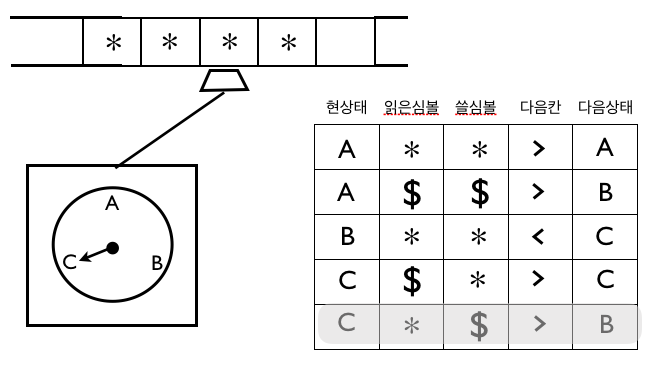 * * * *
A
C B
현상태 읽은심볼 쓸심볼 다음칸 다음상태
A * * > A
A $ $ > B
B * * < C
C $ * > C
C * $ > B